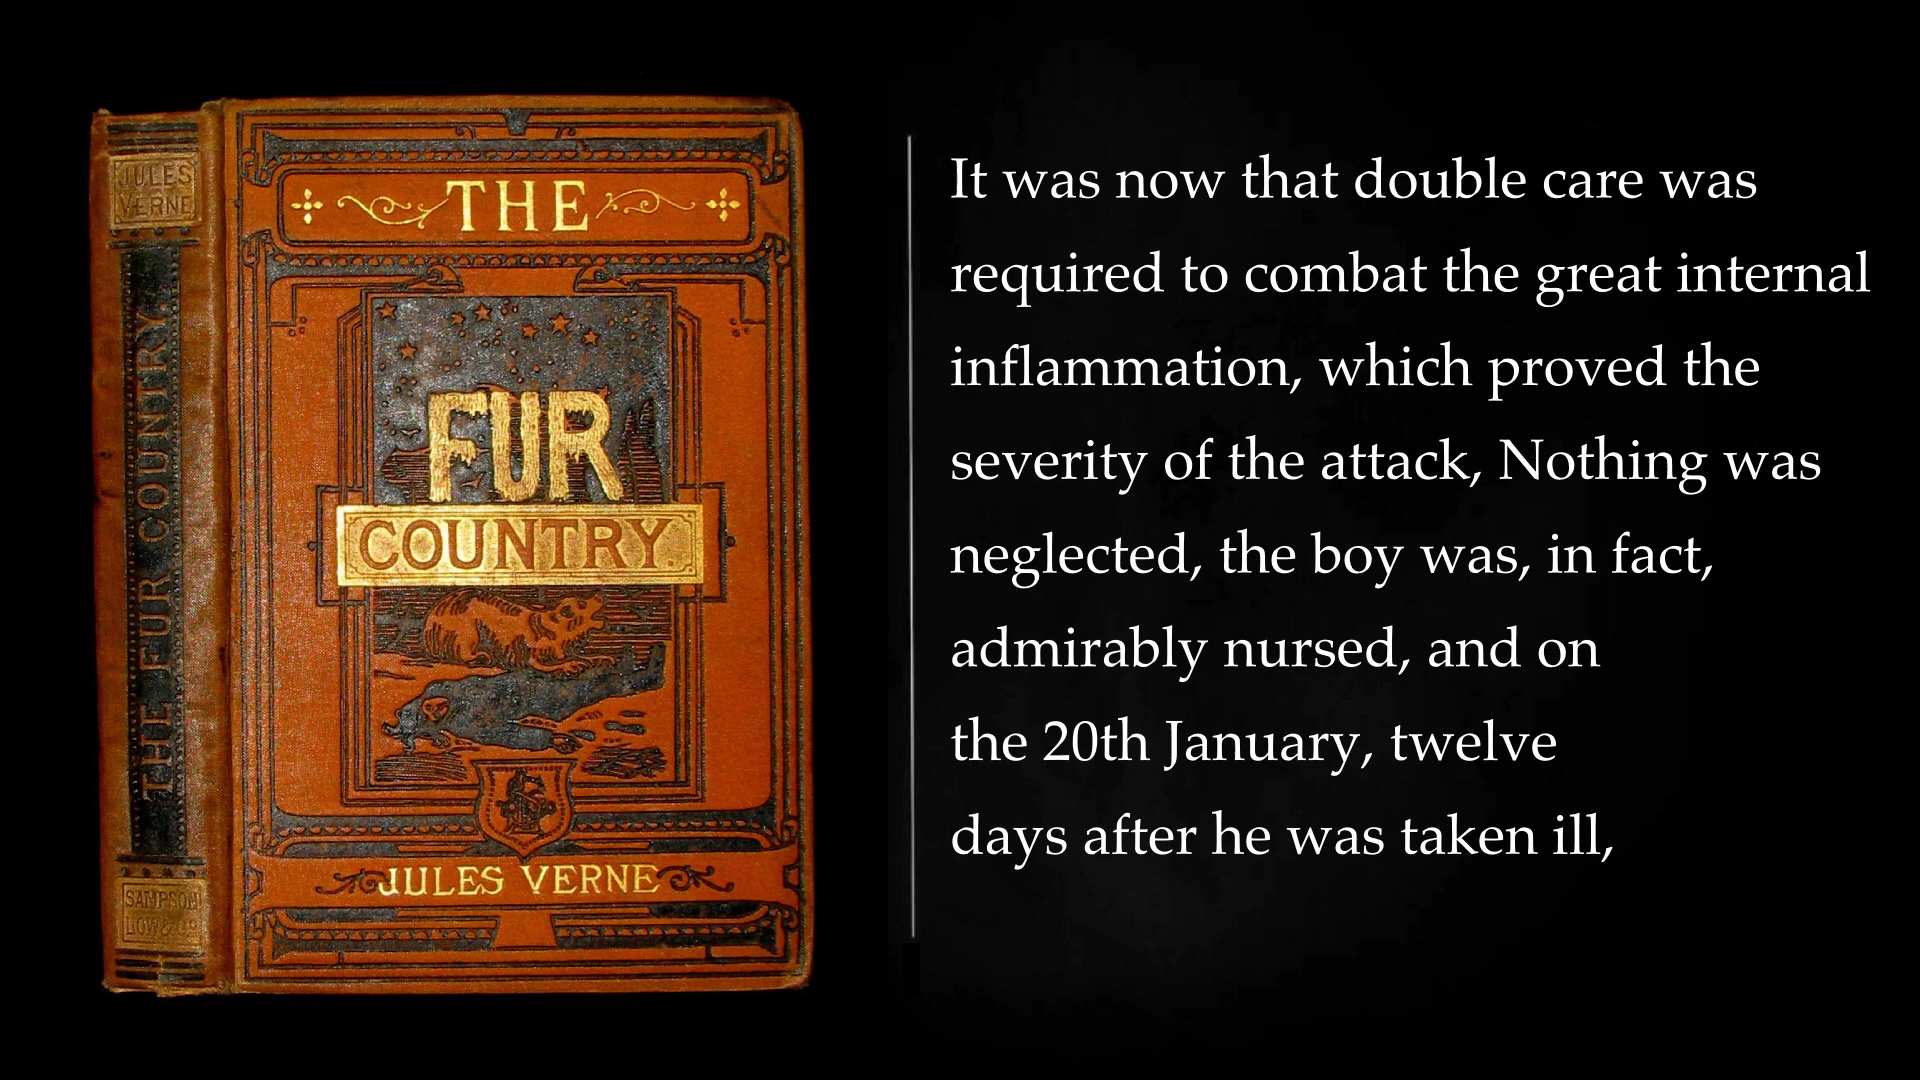 JULES
VERNE
THE FUR COUNTRY.
SAMPSON
LOW & Co
THE
FUR
COUNTRY.
JULES VERNE
It was now that double care was
required to combat the great internal
inflammation, which proved the
severity of the attack, Nothing was
neglected, the boy was, in fact,
admirably nursed, and on
the 20th January, twelve
days after he was taken ill,